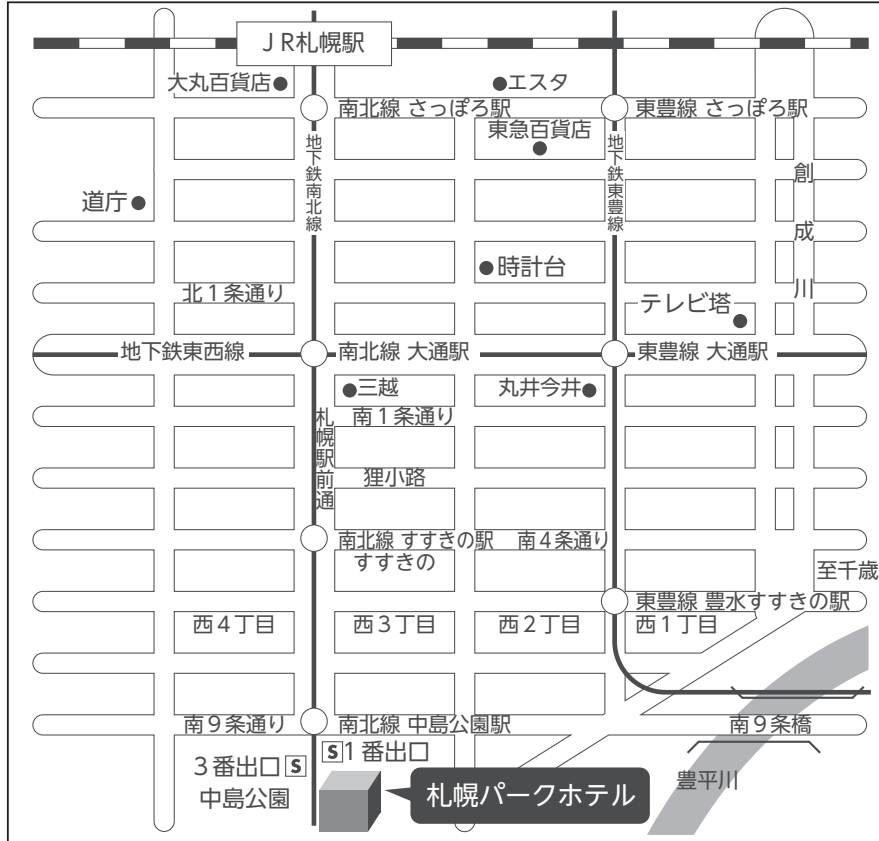 JR札幌駅
大丸百貨店
エスタ
南北線 さっぽろ駅
東豊線 さっぽろ駅
東急百貨店
地下鉄南北線
地下鉄東豊線
創成川
道庁
時計台
北1条通り
テレビ塔
地下鉄東西線
南北線 大通駅
東豊線 大通駅
三越
丸井今井
南1条通り
札幌駅前通
狸小路
南北線 すすきの駅
南4条通り
すすきの
至千歳
東豊線 豊水すすきの駅
西4丁目
西3丁目
西2丁目
西1丁目
南9条通り
南北線 中島公園駅
南9条橋
S1番出口
3番出口S
中島公園
札幌パークホテル
豊平川